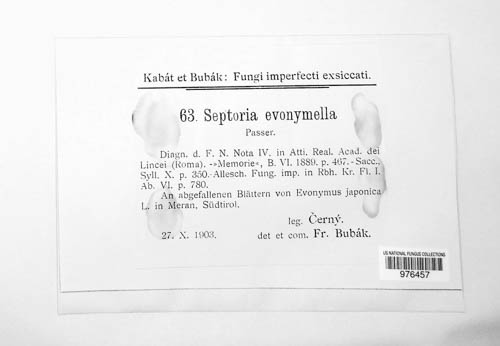 Kabát et Bubák: Fungi imperfecti exsiccati.
63. Septoria evonymella
Passer.
Diagn. d. F. N. Nota IV. in Atti. Real. Acad. dei
Lincei (Roma). -»Memorie«, B. VI. 1889. p. 467.- Sacc.,
Syll. X. p. 350.-Allesch. Fung. imp. in Rbh. Kr. Fl. I.
Ab. VI. p. 780.
An abgefallenen Blättern von Evonymus japonica
L. in Meran, Südtirol.
leg. Černý.
27. X. 1903. det et com. Fr. Bubák.
US NATIONAL FUNGUS COLLECTIONS
976457